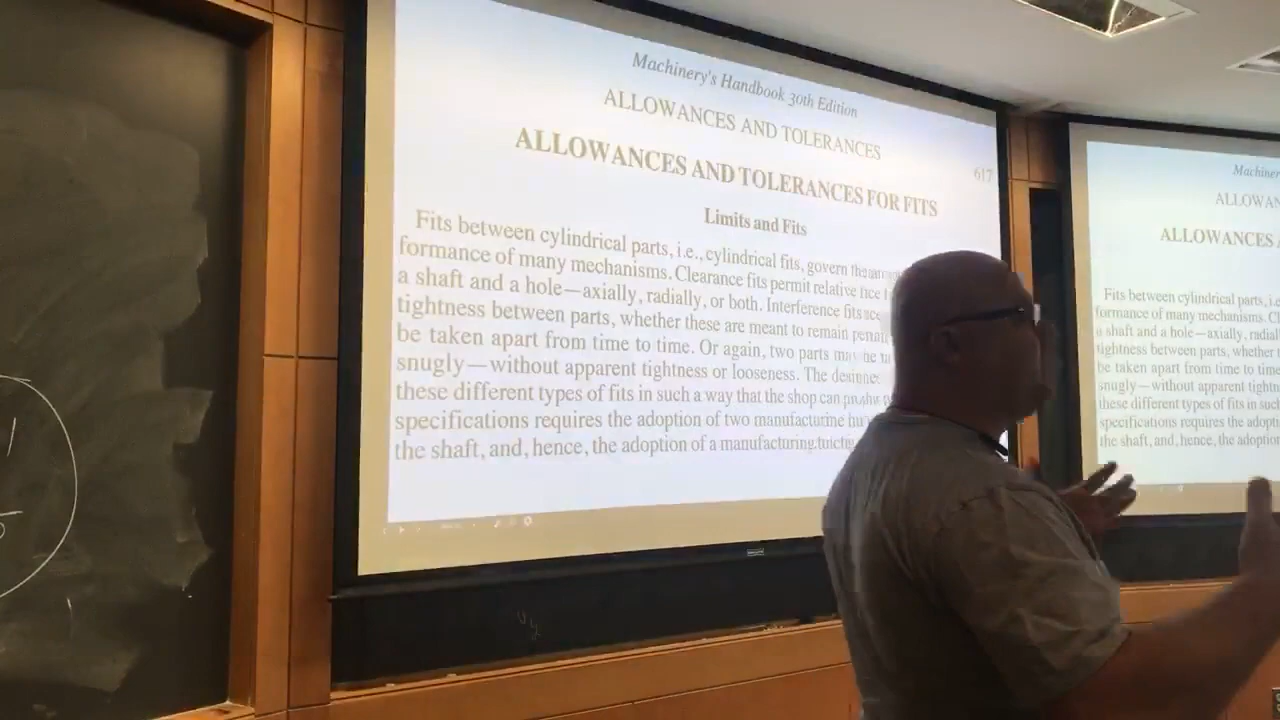 Machinery's Handbook 30th Edition
ALLOWANCES AND TOLERANCES
617
ALLOWANCES AND TOLERANCES FOR FITS
Limits and Fits
Fits between cylindrical parts, i.e., cylindrical fits, govern the
formance of many mechanisms. Clearance fits permit relative
a shaft and a hole—axially, radially, or both. Interference fits
tightness between parts, whether these are meant to remain
be taken apart from time to time. Or again, two parts may be
snugly—without apparent tightness or looseness. The
these different types of fits in such a way that the shop can
specifications requires the adoption of two manufacturing
the shaft, and, hence, the adoption of a manufacturing
ALLOWAN
ALLOWANCES
Fits between cylindrical parts, i.e
formance of many mechanisms.
a shaft and a hole—axially,
tightness between parts, whether
be taken apart from time to time
snugly—without apparent
these different types of fits in such
specifications requires the
the shaft, and, hence, the adoption